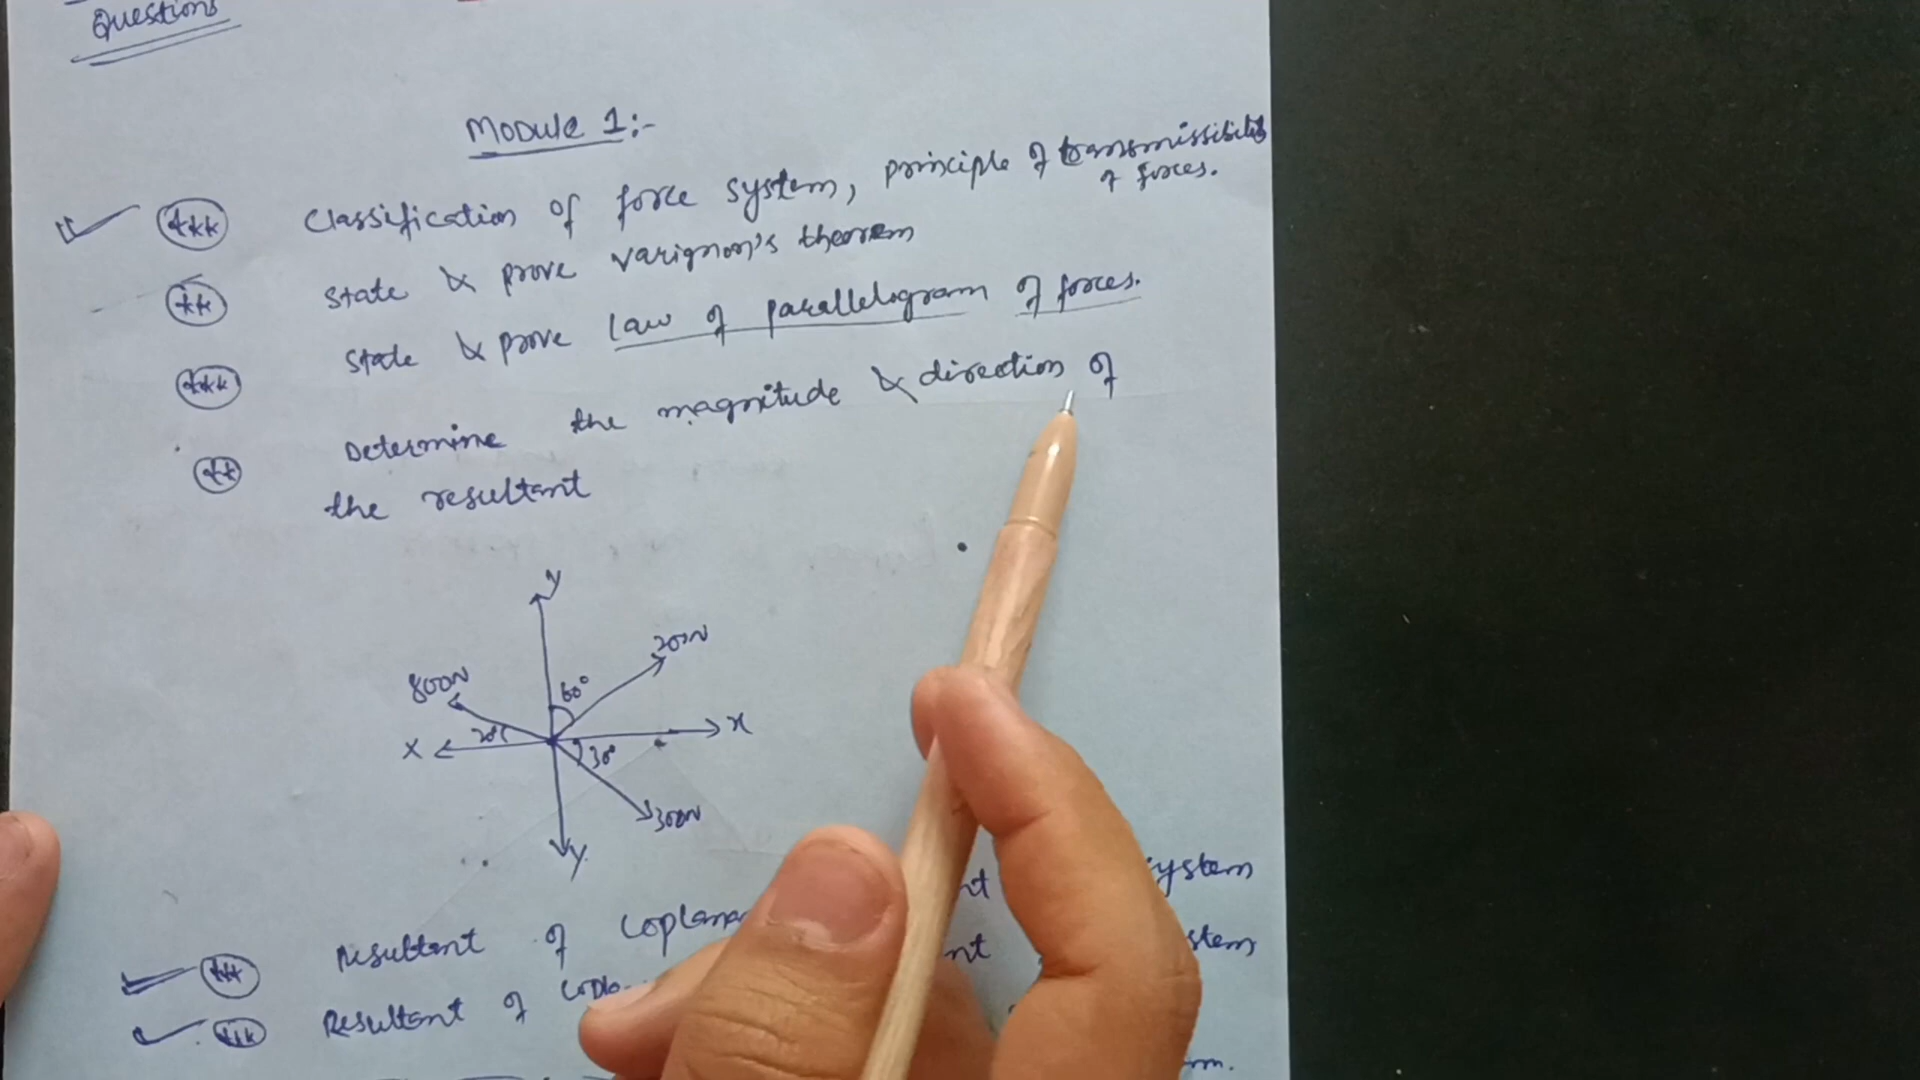 Questions
Module 1:-
*** Classification of force system, principle of transmissibility
of forces.
** State & prove varignon's theorem
*** State & prove law of parallelogram of forces.
** Determine the magnitude & direction of
the resultant
y
200N
800N
60°
x
x
20°
30°
300N
y
*** Resultant of system
*** Resultant of